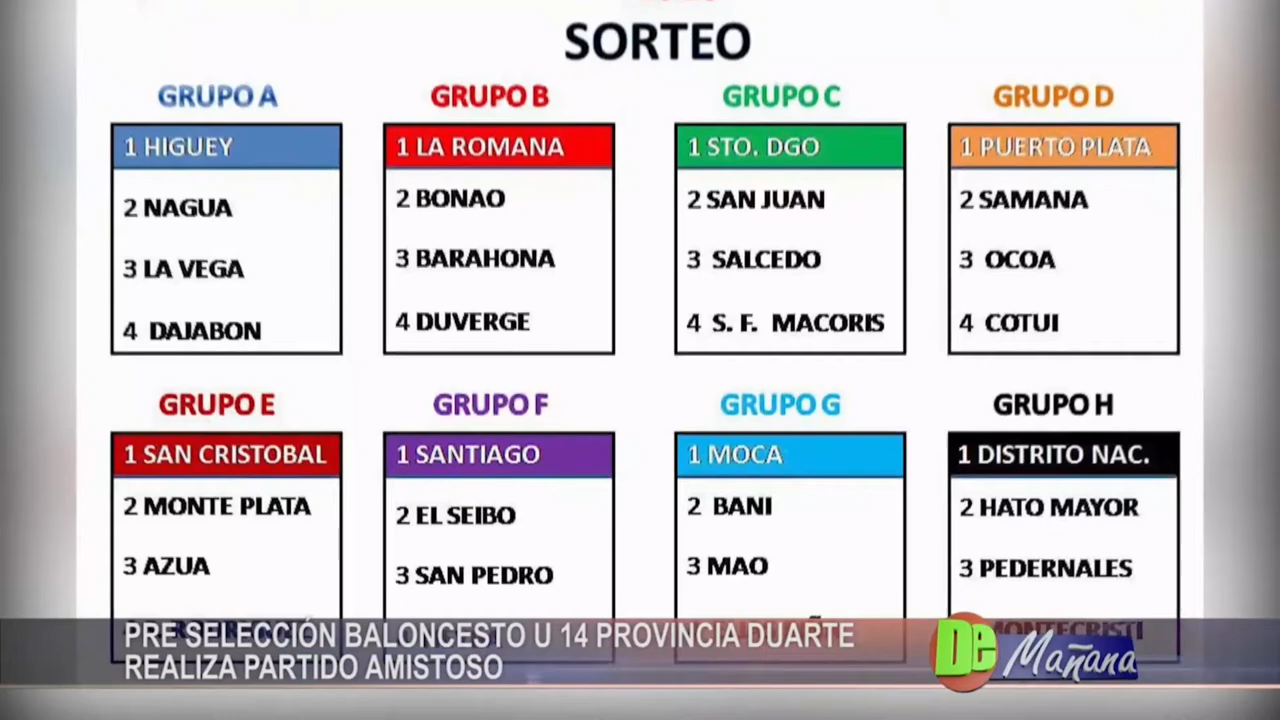 SORTEO
GRUPO A
1 HIGUEY
2 NAGUA
3 LA VEGA
4 DAJABON
GRUPO B
1 LA ROMANA
2 BONAO
3 BARAHONA
4 DUVERGE
GRUPO C
1 STO. DGO
2 SAN JUAN
3 SALCEDO
4 S. F. MACORIS
GRUPO D
1 PUERTO PLATA
2 SAMANA
3 OCOA
4 COTUI
GRUPO E
1 SAN CRISTOBAL
2 MONTE PLATA
3 AZUA
GRUPO F
1 SANTIAGO
2 EL SEIBO
3 SAN PEDRO
GRUPO G
1 MOCA
2 BANI
3 MAO
GRUPO H
1 DISTRITO NAC.
2 HATO MAYOR
3 PEDERNALES
MONTECRISTI
PRE SELECCIÓN BALONCESTO U 14 PROVINCIA DUARTE
REALIZA PARTIDO AMISTOSO
De Mañana